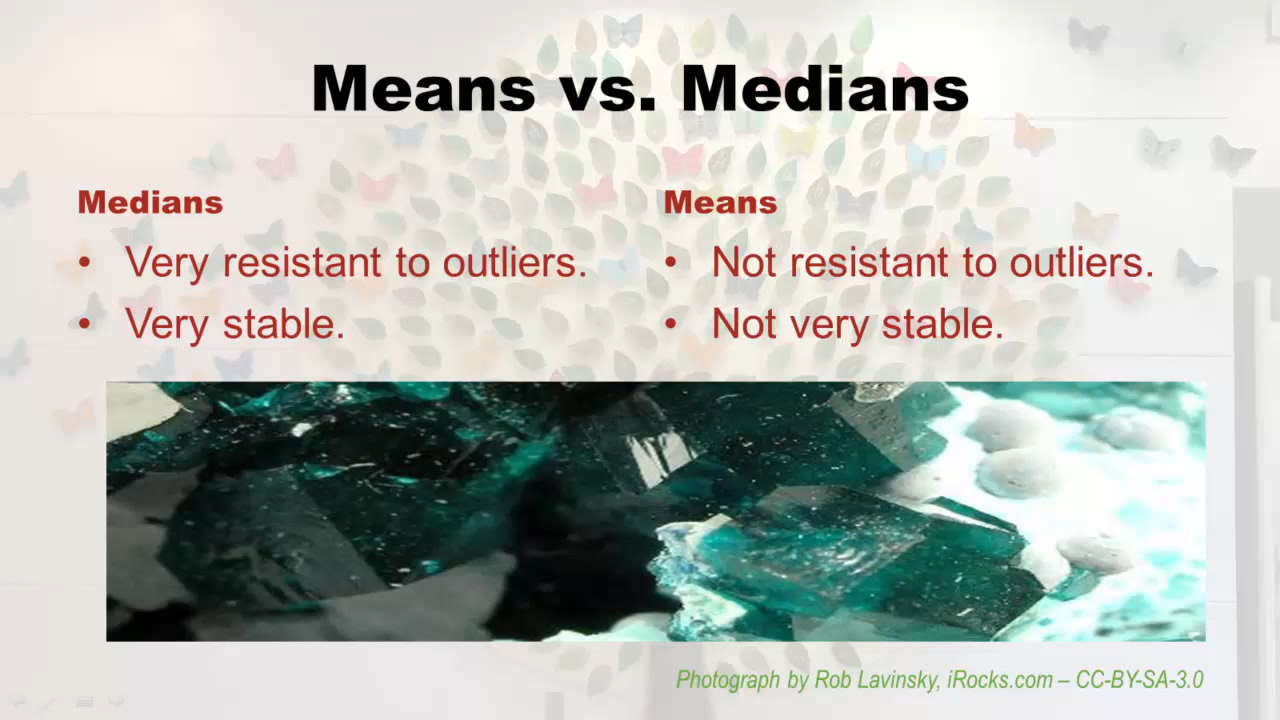 Means vs. Medians
Medians
• Very resistant to outliers.
• Very stable.
Means
• Not resistant to outliers.
• Not very stable.
Photograph by Rob Lavinsky, iRocks.com – CC-BY-SA-3.0